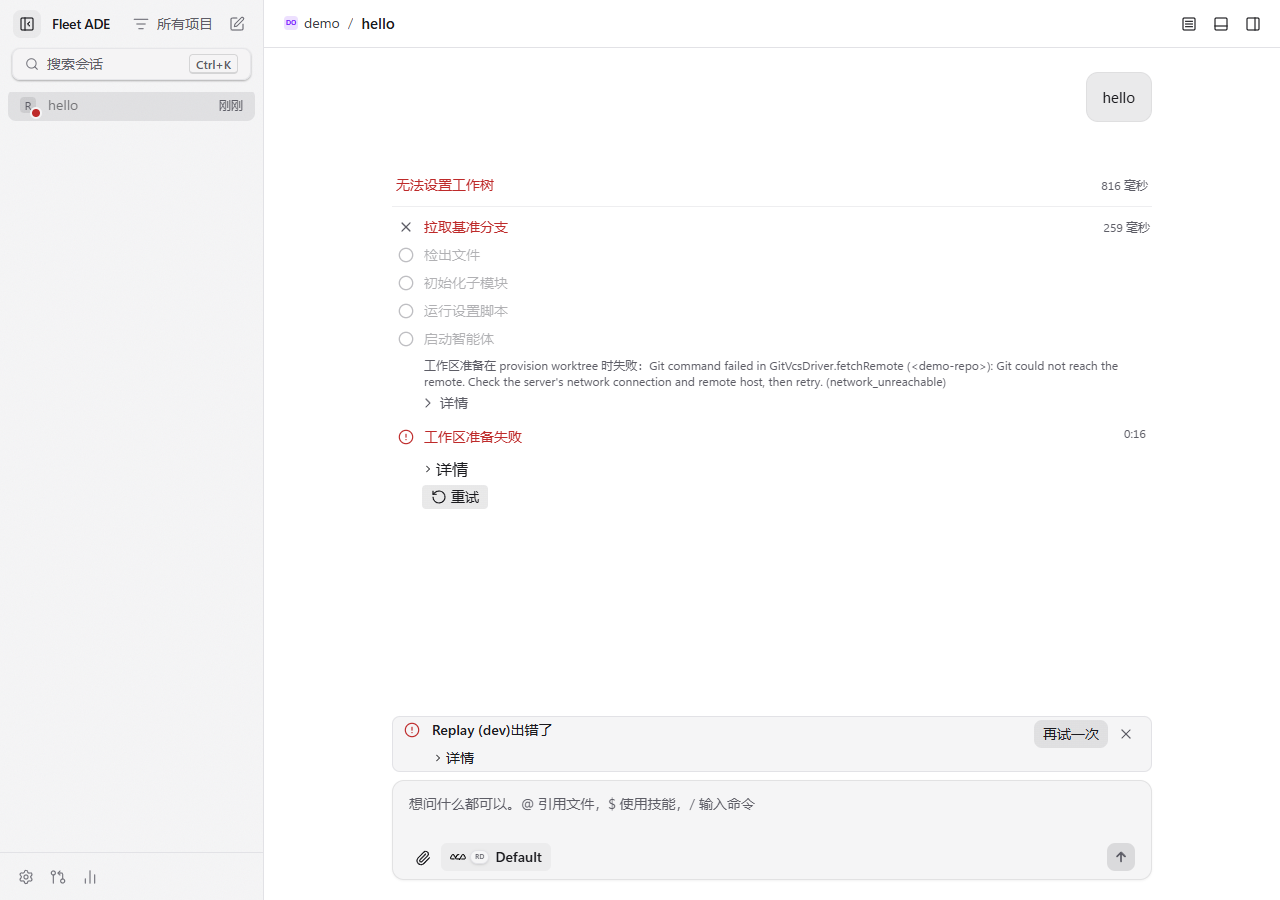 Fleet ADE 所有项目
搜索会话 Ctrl+K
R hello 刚刚
DO demo / hello
hello
无法设置工作树 816 毫秒
拉取基准分支 259 毫秒
检出文件
初始化子模块
运行设置脚本
启动智能体
工作区准备在 provision worktree 时失败：Git command failed in GitVcsDriver.fetchRemote (<demo-repo>): Git could not reach the
remote. Check the server's network connection and remote host, then retry. (network_unreachable)
详情
工作区准备失败 0:16
详情
重试
Replay (dev)出错了 再试一次
详情
想问什么都可以。@ 引用文件，$ 使用技能，/ 输入命令
RD Default